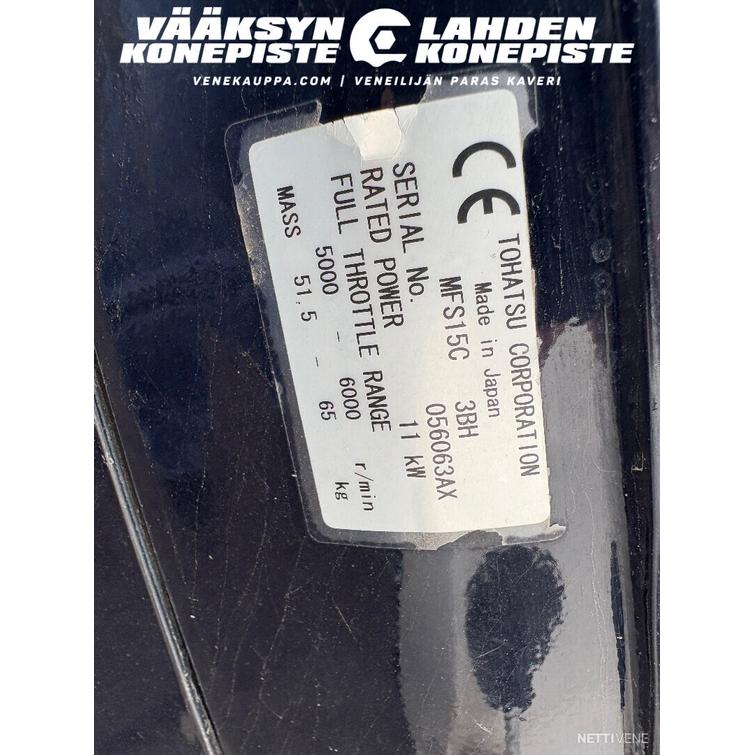 VÄÄKSYN KONEPISTE
LAHDEN KONEPISTE
VENEKAUPPA.COM | VENEILIJÄN PARAS KAVERI
CE TOHATSU CORPORATION
Made in Japan
MFS15C 3BH
SERIAL No. 056063AX
RATED POWER 11 kW
FULL THROTTLE RANGE
5000 - 6000 r/min
MASS 51.5 - 65 kg
NETTIVENE